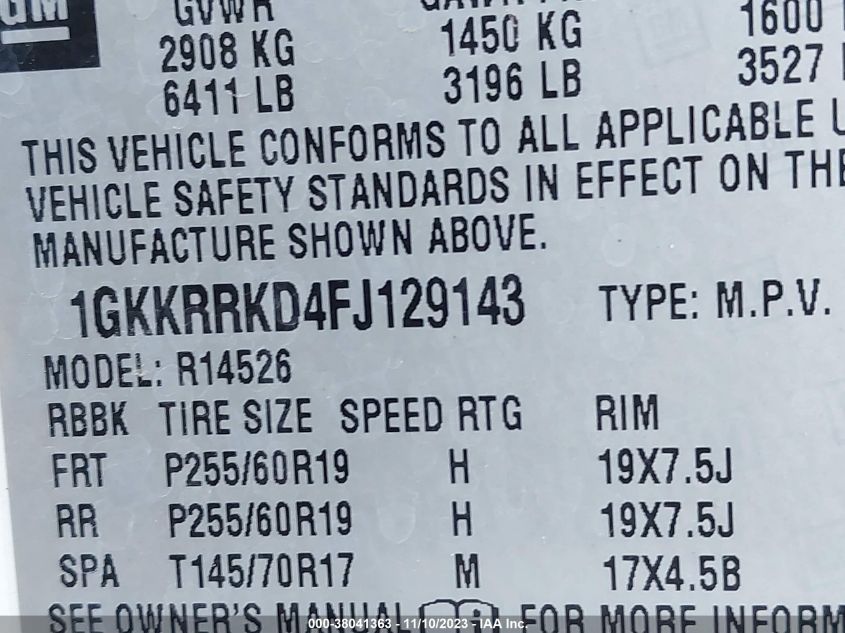 GM GVWR
2908 KG 1450 KG 1600
6411 LB 3196 LB 3527
THIS VEHICLE CONFORMS TO ALL APPLICABLE
VEHICLE SAFETY STANDARDS IN EFFECT ON THE
MANUFACTURE SHOWN ABOVE.
1GKKRRKD4FJ129143 TYPE: M.P.V.
MODEL: R14526
RBBK TIRE SIZE SPEED RTG RIM
FRT P255/60R19 H 19X7.5J
RR P255/60R19 H 19X7.5J
SPA T145/70R17 M 17X4.5B
SEE OWNER'S MANUAL FOR MORE INFORM
000-38041363 - 11/10/2023 - IAA Inc.